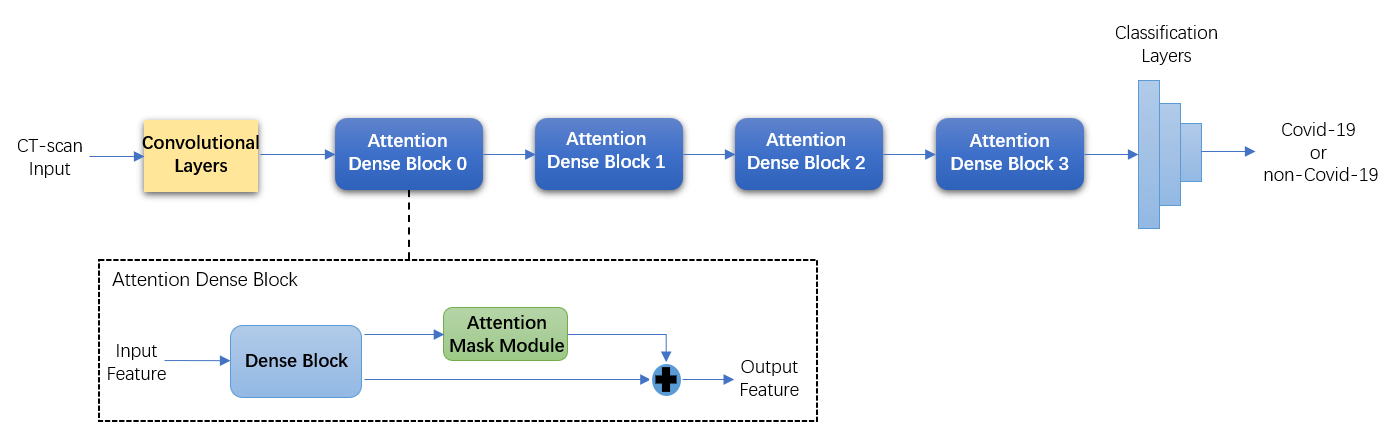 Classification
Layers
CT-scan
Input
Convolutional
Layers
Attention
Dense Block 0
Attention
Dense Block 1
Attention
Dense Block 2
Attention
Dense Block 3
Covid-19
or
non-Covid-19
Attention Dense Block
Input
Feature
Dense Block
Attention
Mask Module
Output
Feature